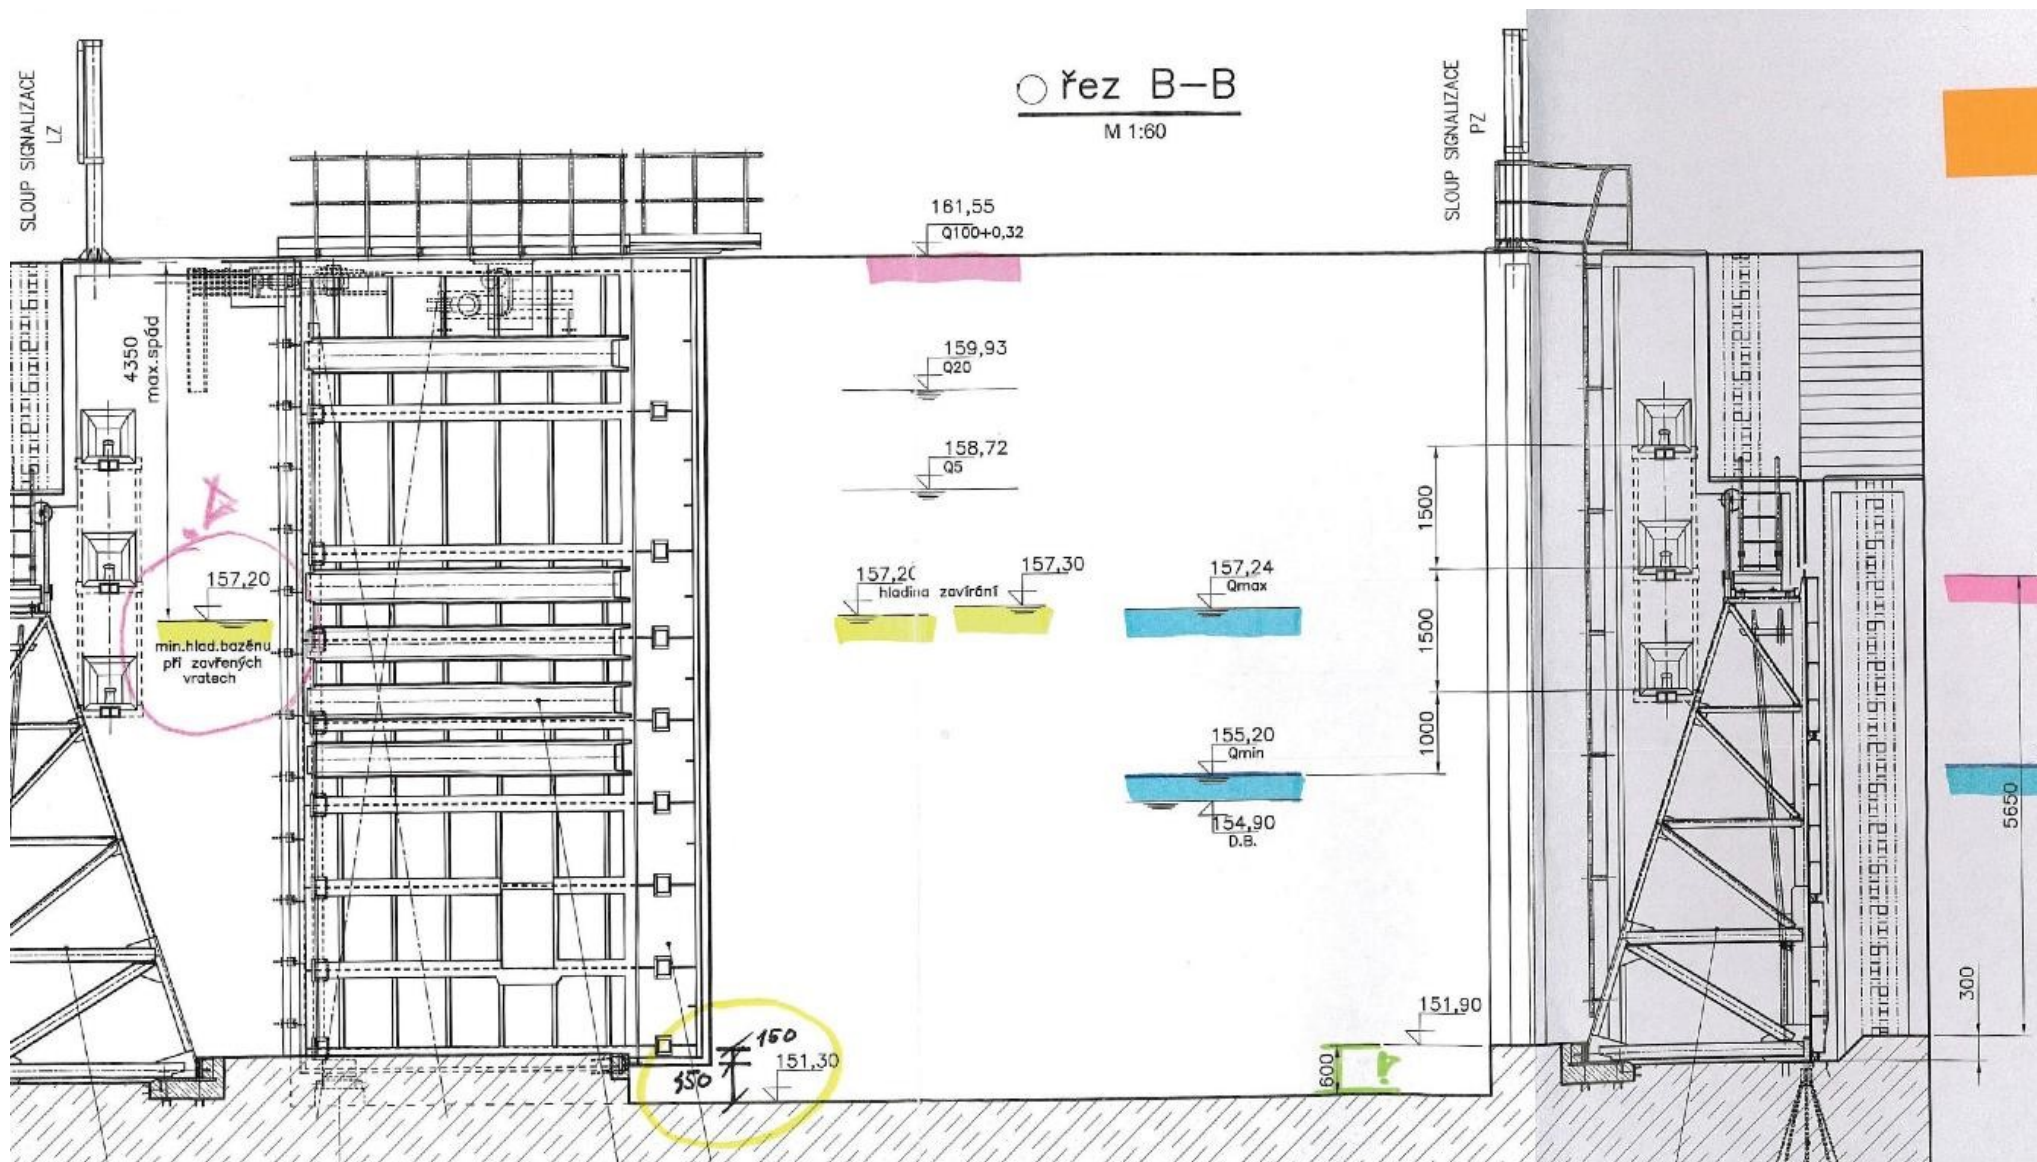 SLOUP SIGNALIZACE
LZ
řez B-B
M 1:60
SLOUP SIGNALIZACE
PZ
161,55
Q100+0,32
4350
max.spád
159,93
Q20
158,72
Q5
1500
157,20
min.hlad.bazénu
při zavřených
vratech
157,20
hladina zavírání
157,30
157,24
Qmax
1500
155,20
Qmin
1000
154,90
D.B.
5650
300
151,90
600
!
150
151,30